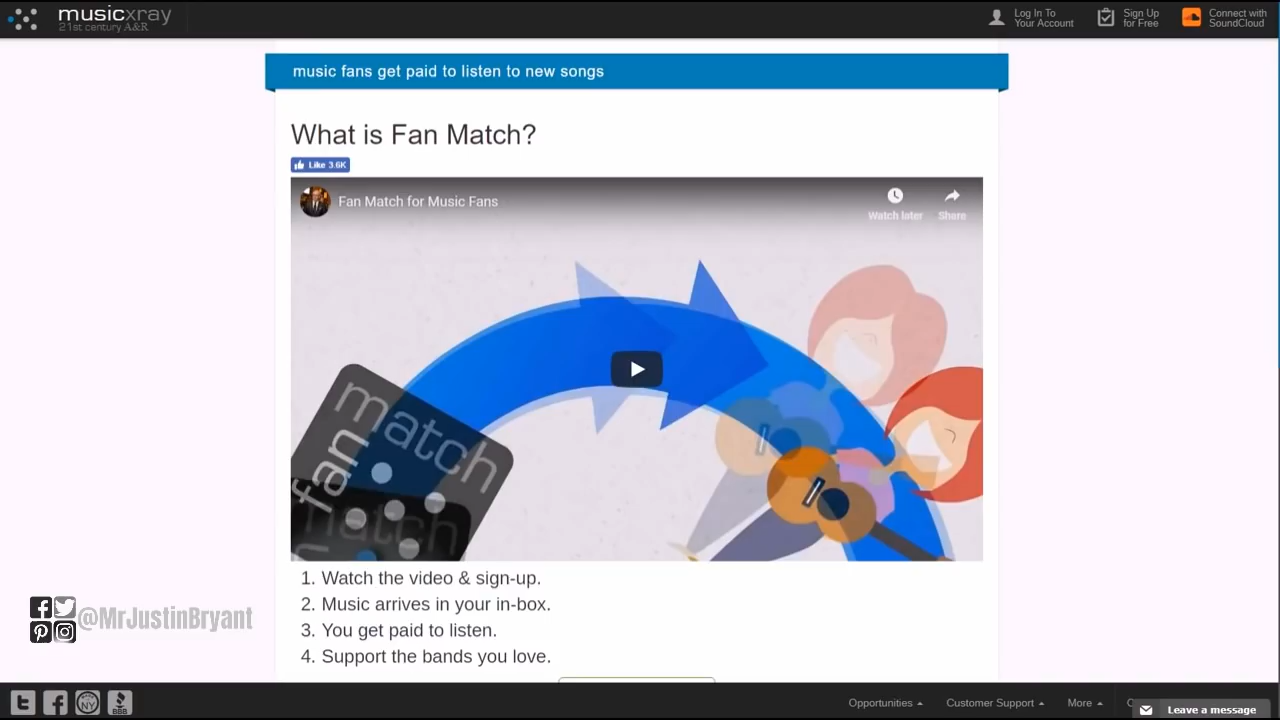 musicxray
21st century A&R
Log In To
Your Account
Sign Up
for Free
Connect with
SoundCloud
music fans get paid to listen to new songs
What is Fan Match?
Like 3.6K
Fan Match for Music Fans
Watch later
Share
fan
match
match
1. Watch the video & sign-up.
2. Music arrives in your in-box.
3. You get paid to listen.
4. Support the bands you love.
@MrJustinBryant
NY
BBB
Opportunities
Customer Support
More
Leave a message